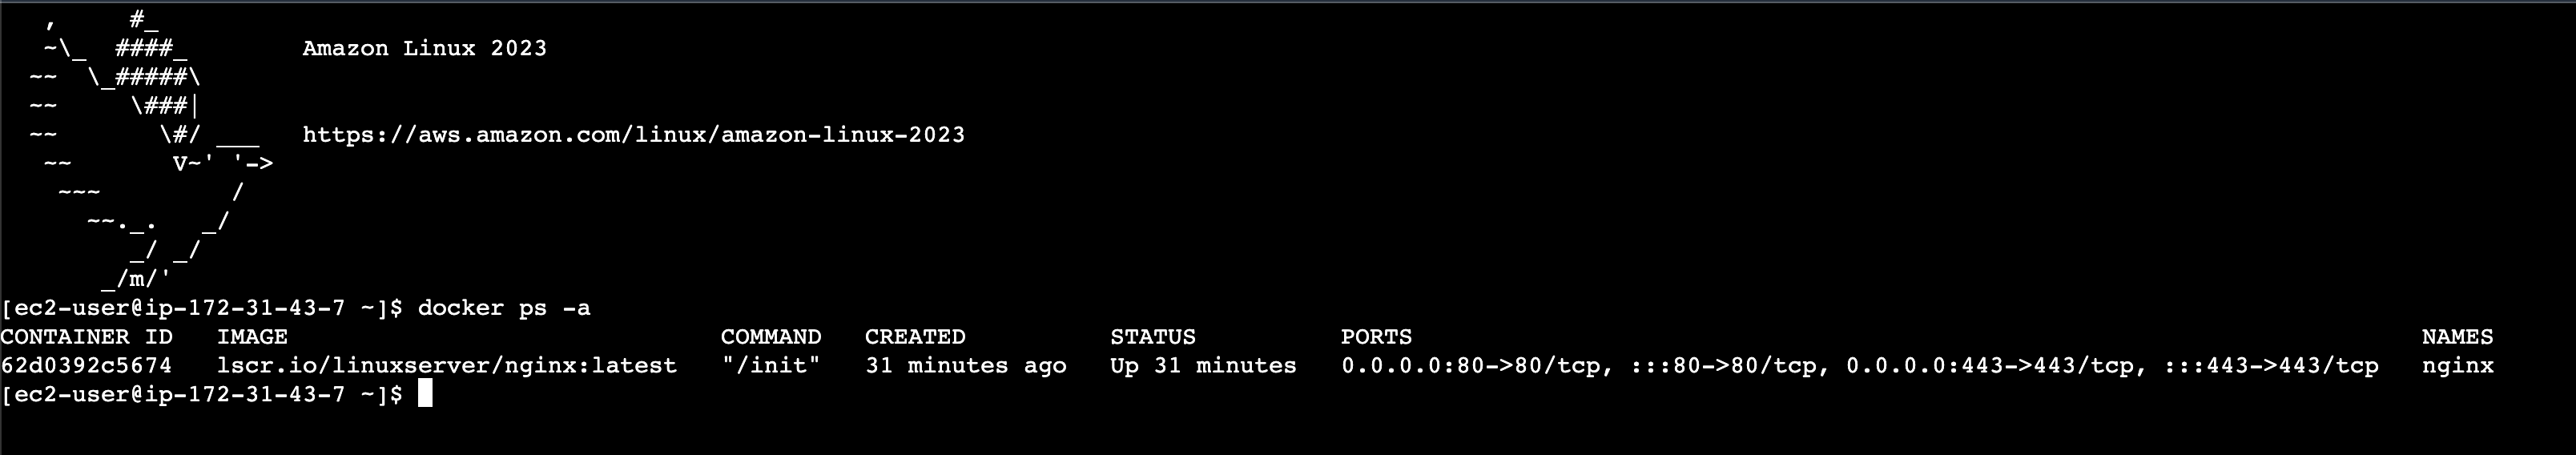 ,     #_
   ~\_  ####_        Amazon Linux 2023
  ~~  \_#####\
  ~~     \###|
  ~~       \#/ ___   https://aws.amazon.com/linux/amazon-linux-2023
   ~~       V~' '->
    ~~~         /
      ~~._.   _/
         _/ _/
       _/m/'
[ec2-user@ip-172-31-43-7 ~]$ docker ps -a
CONTAINER ID   IMAGE                              COMMAND   CREATED          STATUS          PORTS                                                                      NAMES
62d0392c5674   lscr.io/linuxserver/nginx:latest   "/init"   31 minutes ago   Up 31 minutes   0.0.0.0:80->80/tcp, :::80->80/tcp, 0.0.0.0:443->443/tcp, :::443->443/tcp   nginx
[ec2-user@ip-172-31-43-7 ~]$